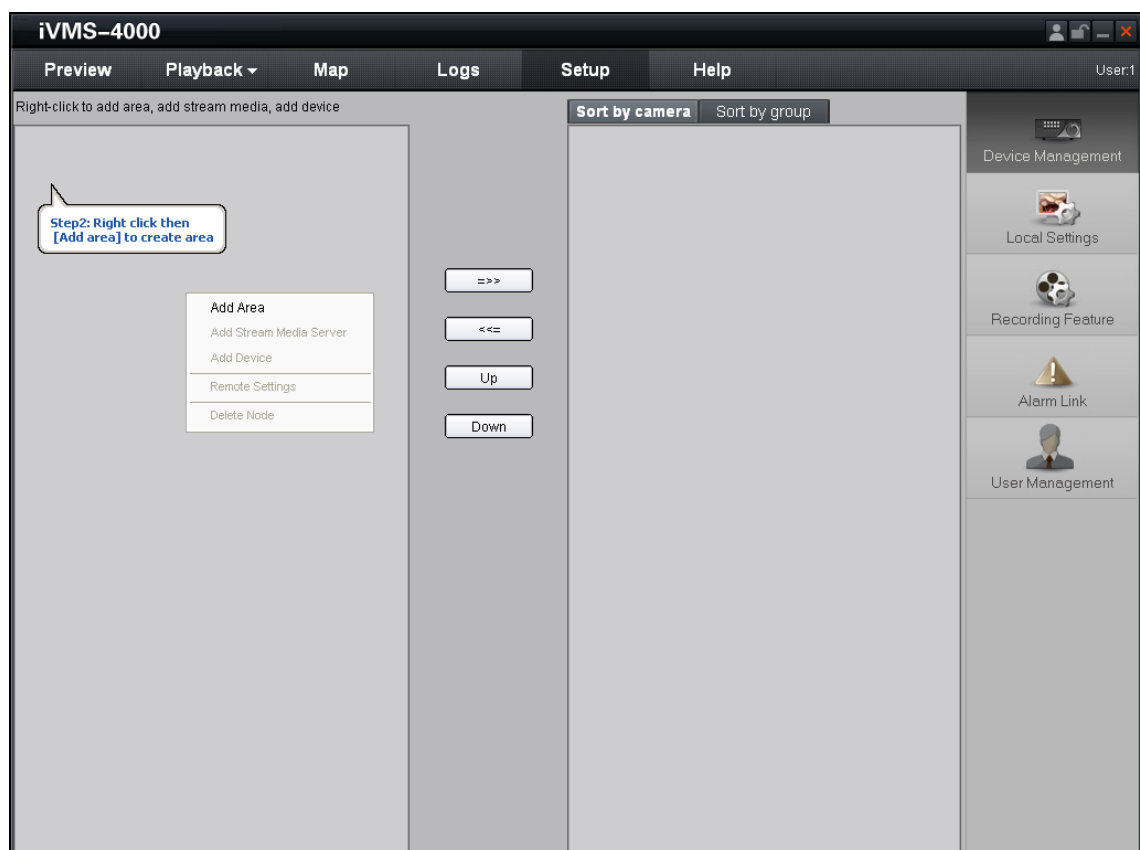 iVMS–4000
Preview Playback Map Logs Setup Help User:1
Right-click to add area, add stream media, add device
Sort by camera Sort by group
Device Management
Step2: Right click then
[Add area] to create area
Local Settings
=>>
Add Area
Recording Feature
Add Stream Media Server
<<=
Add Device
Up
Remote Settings
Alarm Link
Delete Node
Down
User Management